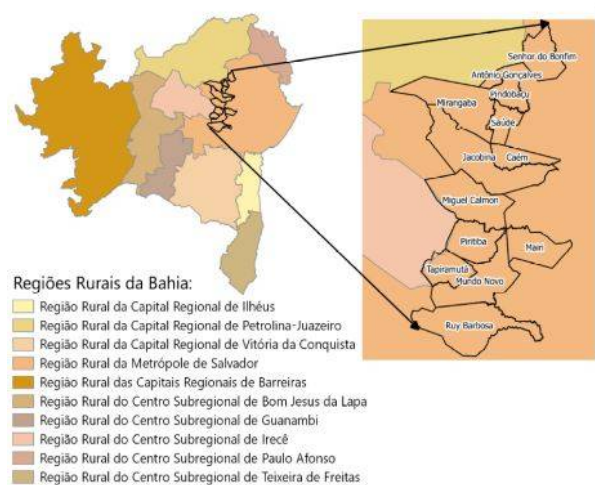 Senhor do Bonfim
Antônio Gonçalves
Pindobaçu
Mirangaba
Saúde
Jacobina
Caém
Miguel Calmon
Piritiba
Mairi
Tapiramutá
Mundo Novo
Ruy Barbosa
Regiões Rurais da Bahia:
Região Rural da Capital Regional de Ilhéus
Região Rural da Capital Regional de Petrolina-Juazeiro
Região Rural da Capital Regional de Vitória da Conquista
Região Rural da Metrópole de Salvador
Região Rural das Capitais Regionais de Barreiras
Região Rural do Centro Subregional de Bom Jesus da Lapa
Região Rural do Centro Subregional de Guanambi
Região Rural do Centro Subregional de Irecê
Região Rural do Centro Subregional de Paulo Afonso
Região Rural do Centro Subregional de Teixeira de Freitas